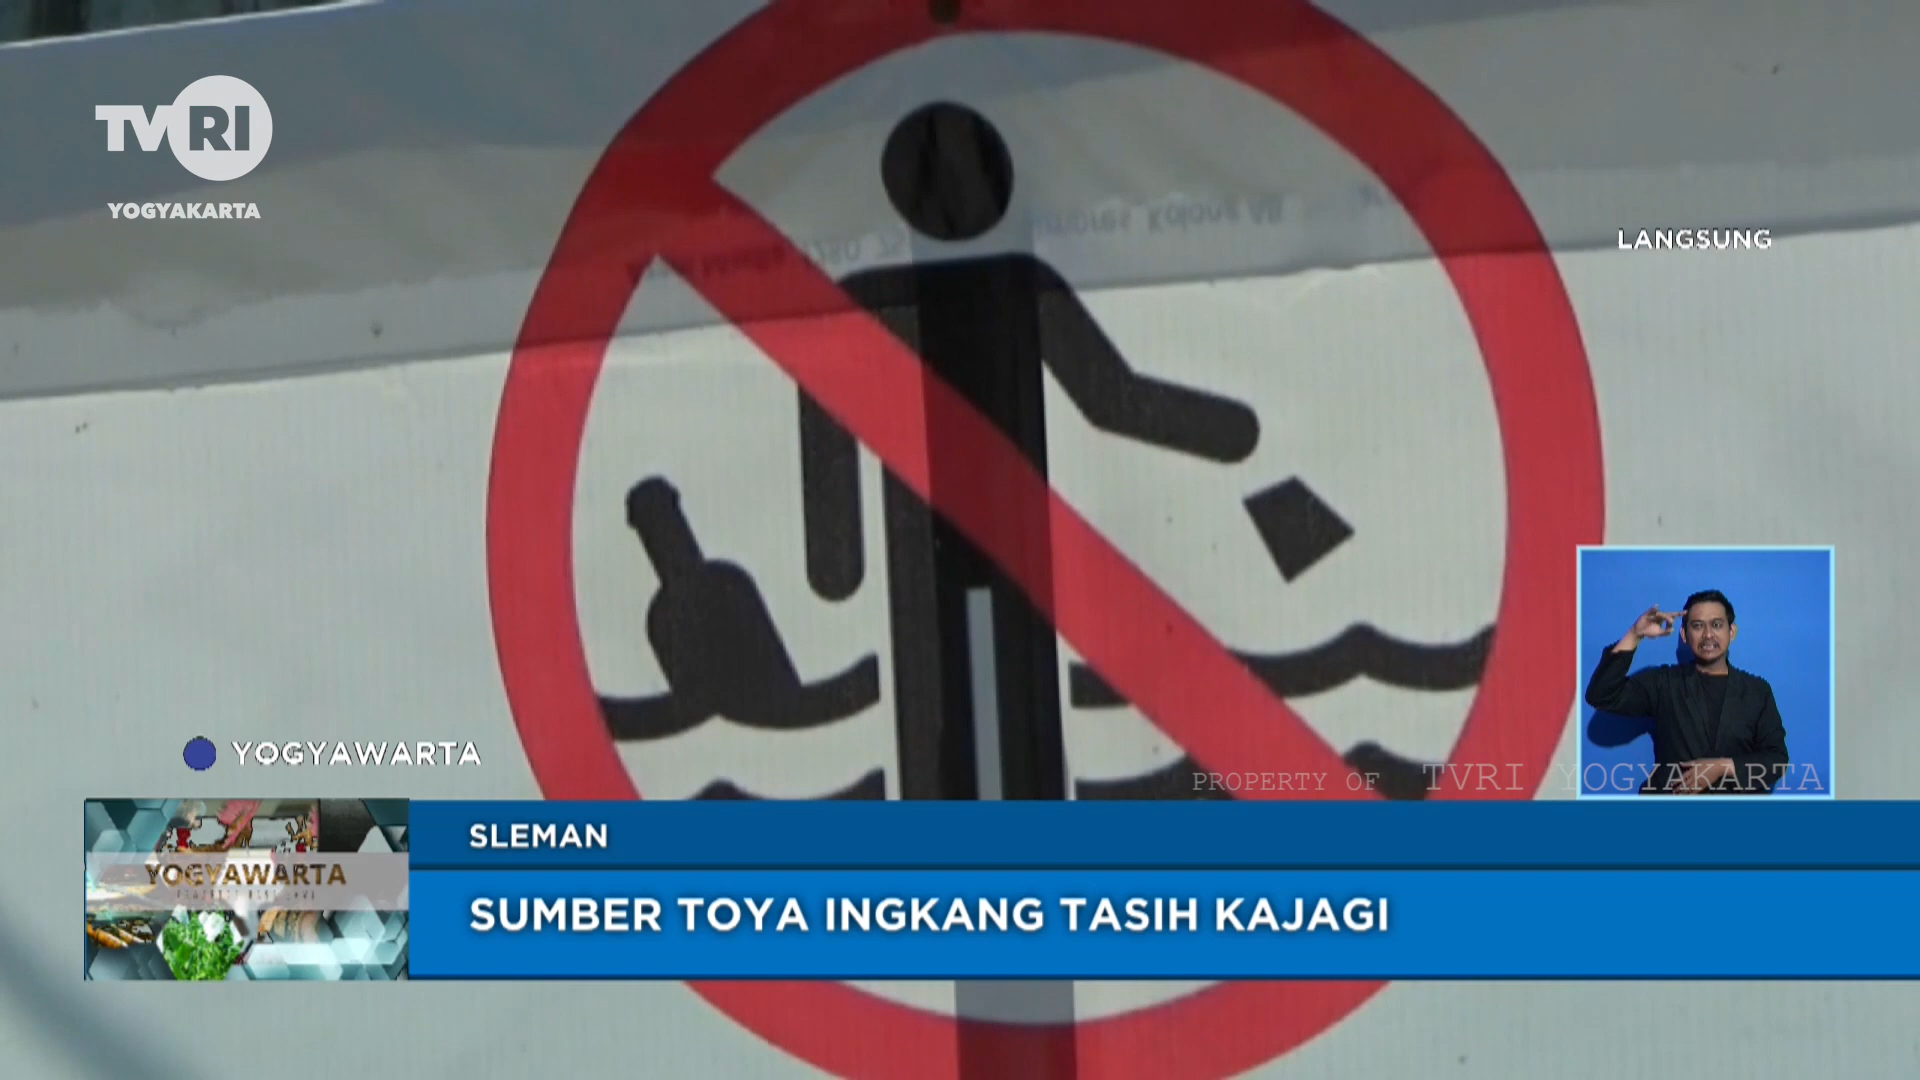 TVRI
YOGYAKARTA
LANGSUNG
YOGYAWARTA
PROPERTY OF TVRI YOGYAKARTA
SLEMAN
YOGYAWARTA
SUMBER TOYA INGKANG TASIH KAJAGI